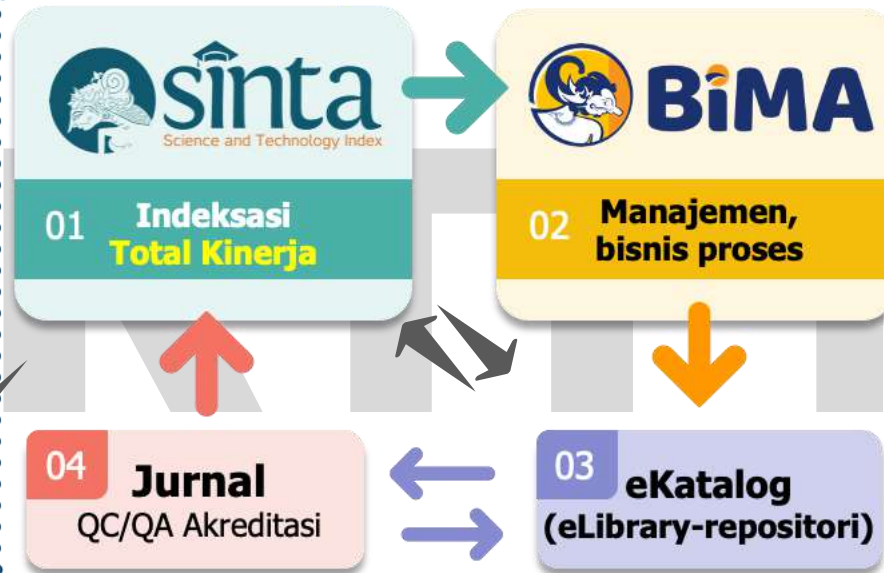 sinta
Science and Technology Index
01
Indeksasi
Total Kinerja
BiMA
02
Manajemen,
bisnis proses
04
Jurnal
QC/QA Akreditasi
03
eKatalog
(eLibrary-repositori)